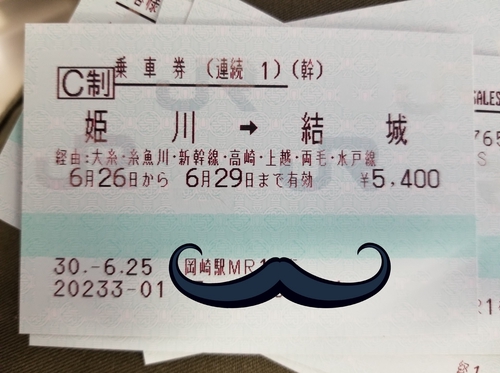 C制 乗車券 (連続 1) (幹)
姫川 → 結城
経由:大糸・糸魚川・新幹線・高崎・上越・両毛・水戸線
6月26日から 6月29日まで有効 ¥5,400
30.-6.25 岡崎駅MR1
20233-01
SALES
765